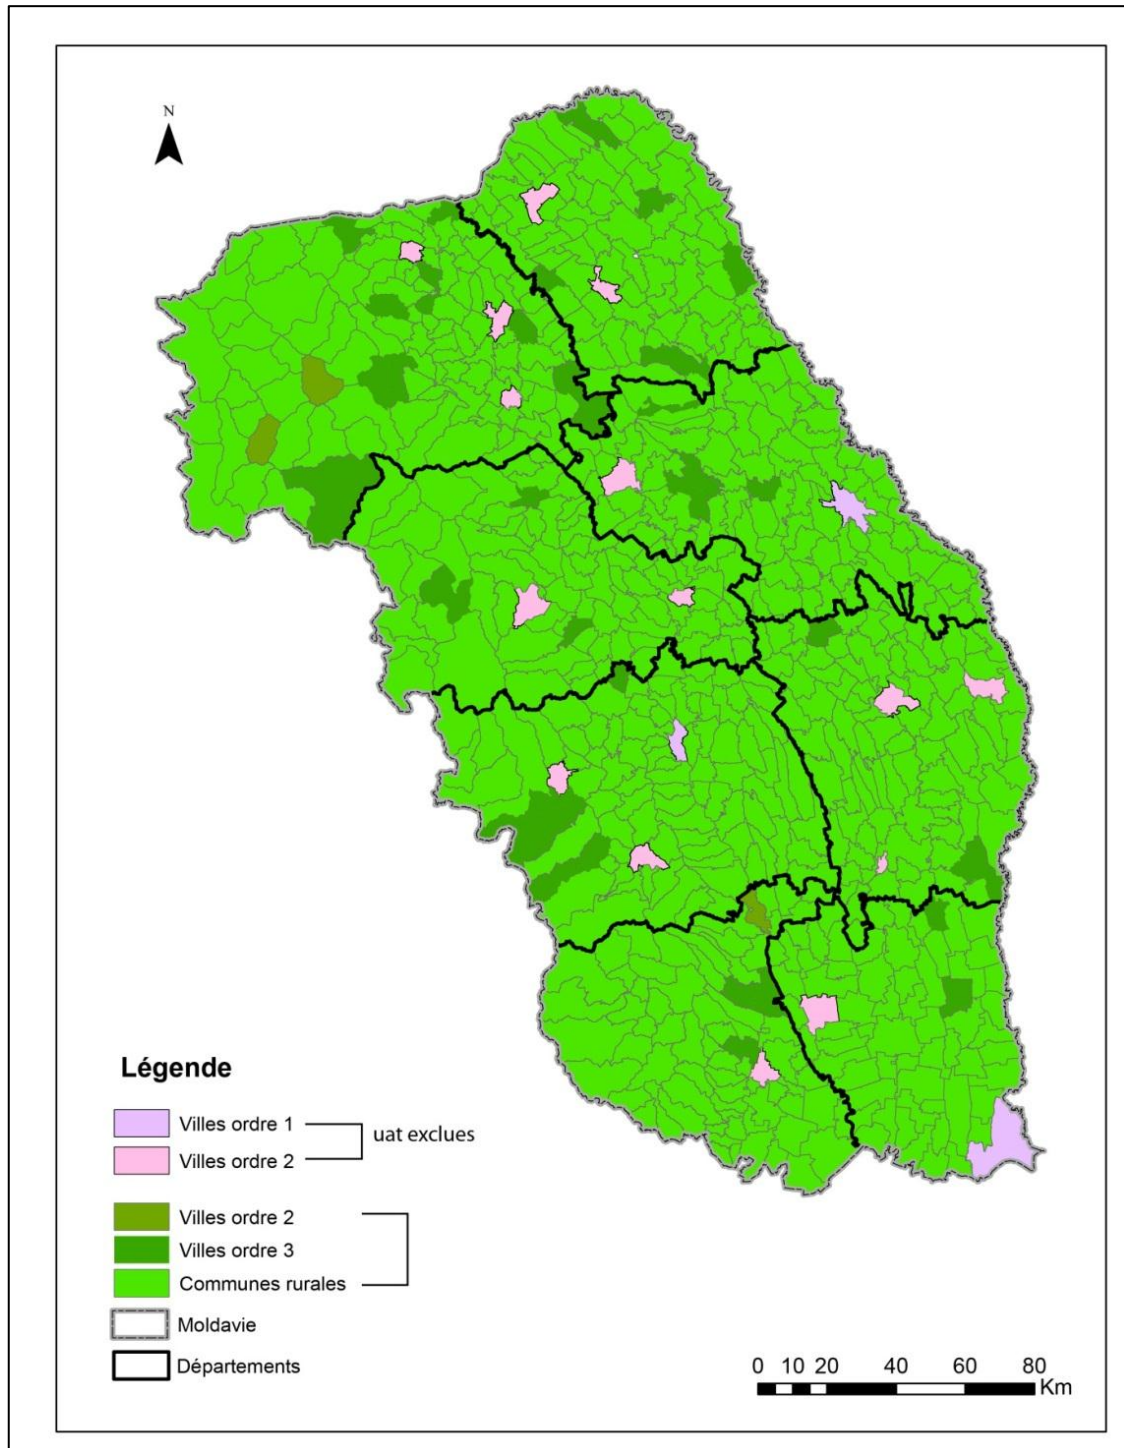 N
Légende
Villes ordre 1
uat exclues
Villes ordre 2
Villes ordre 2
Villes ordre 3
Communes rurales
Moldavie
Départements
0 10 20 40 60 80
Km